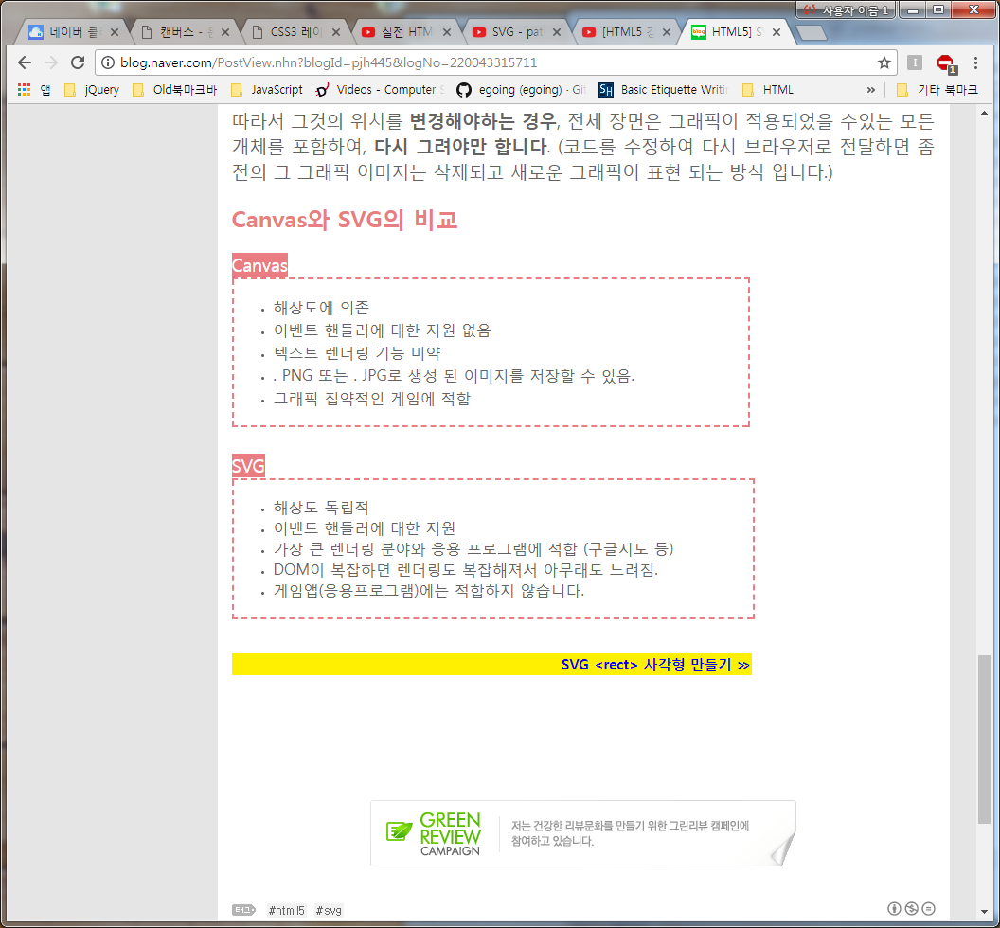 사용자 이름 1
네이버 클
캔버스 -
CSS3 레이
실전 HTM
SVG - pat
[HTML5 강
HTML5] S
blog.naver.com/PostView.nhn?blogId=pjh445&logNo=220043315711
앱 jQuery Old북마크바 JavaScript Videos - Computer S egoing (egoing) · Git Basic Etiquette Writi HTML » 기타 북마크
따라서 그것의 위치를 변경해야하는 경우, 전체 장면은 그래픽이 적용되었을 수있는 모든
개체를 포함하여, 다시 그려야만 합니다. (코드를 수정하여 다시 브라우저로 전달하면 좀
전의 그 그래픽 이미지는 삭제되고 새로운 그래픽이 표현 되는 방식 입니다.)
Canvas와 SVG의 비교
Canvas
• 해상도에 의존
• 이벤트 핸들러에 대한 지원 없음
• 텍스트 렌더링 기능 미약
• . PNG 또는 . JPG로 생성 된 이미지를 저장할 수 있음.
• 그래픽 집약적인 게임에 적합
SVG
• 해상도 독립적
• 이벤트 핸들러에 대한 지원
• 가장 큰 렌더링 분야와 응용 프로그램에 적합 (구글지도 등)
• DOM이 복잡하면 렌더링도 복잡해져서 아무래도 느려짐.
• 게임앱(응용프로그램)에는 적합하지 않습니다.
SVG <rect> 사각형 만들기 ≫
GREEN
REVIEW
CAMPAIGN
저는 건강한 리뷰문화를 만들기 위한 그린리뷰 캠페인에
참여하고 있습니다.
태그 #html5 #svg